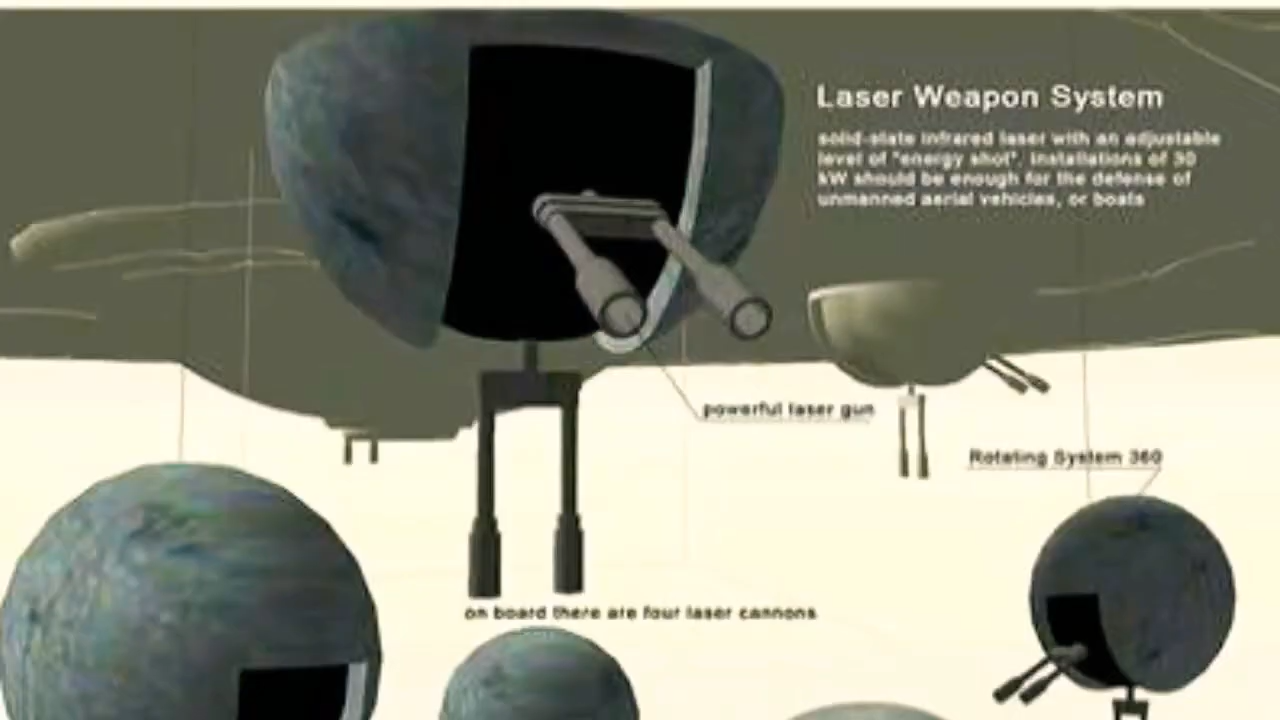 Laser Weapon System
solid-state infrared laser with an adjustable
level of "energy shot". Installations of 30
kW should be enough for the defense of
unmanned aerial vehicles, or boats
powerful laser gun
Rotating System 360
on board there are four laser cannons